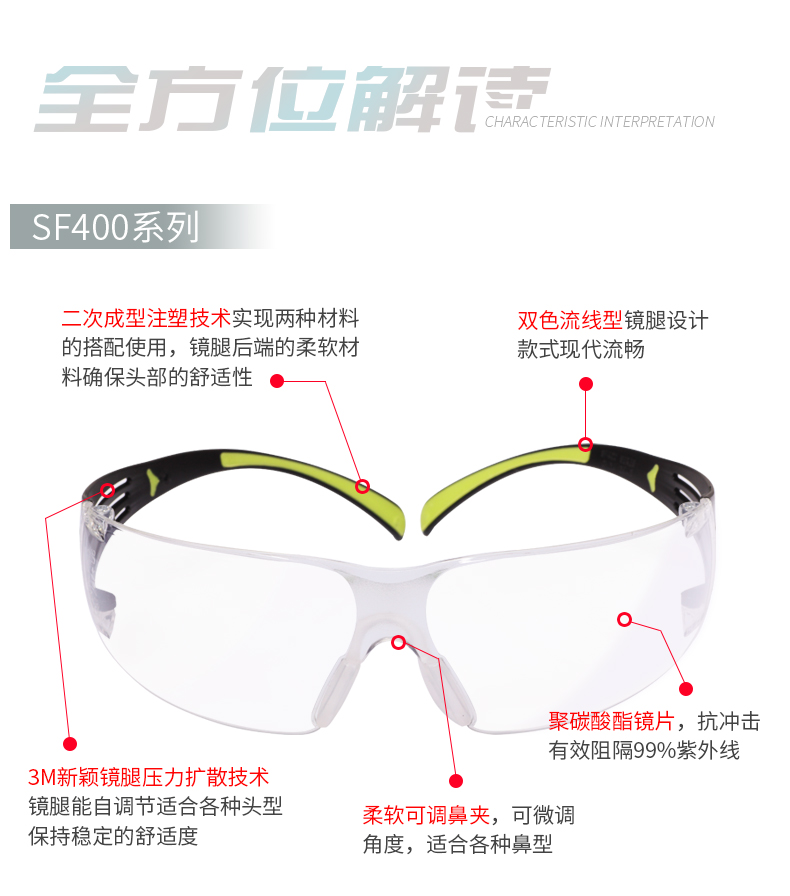 全方位解读
CHARACTERISTIC INTERPRETATION
SF400系列
二次成型注塑技术实现两种材料
的搭配使用，镜腿后端的柔软材
料确保头部的舒适性
双色流线型镜腿设计
款式现代流畅
聚碳酸酯镜片，抗冲击
有效阻隔99%紫外线
3M新颖镜腿压力扩散技术
镜腿能自调节适合各种头型
保持稳定的舒适度
柔软可调鼻夹，可微调
角度，适合各种鼻型